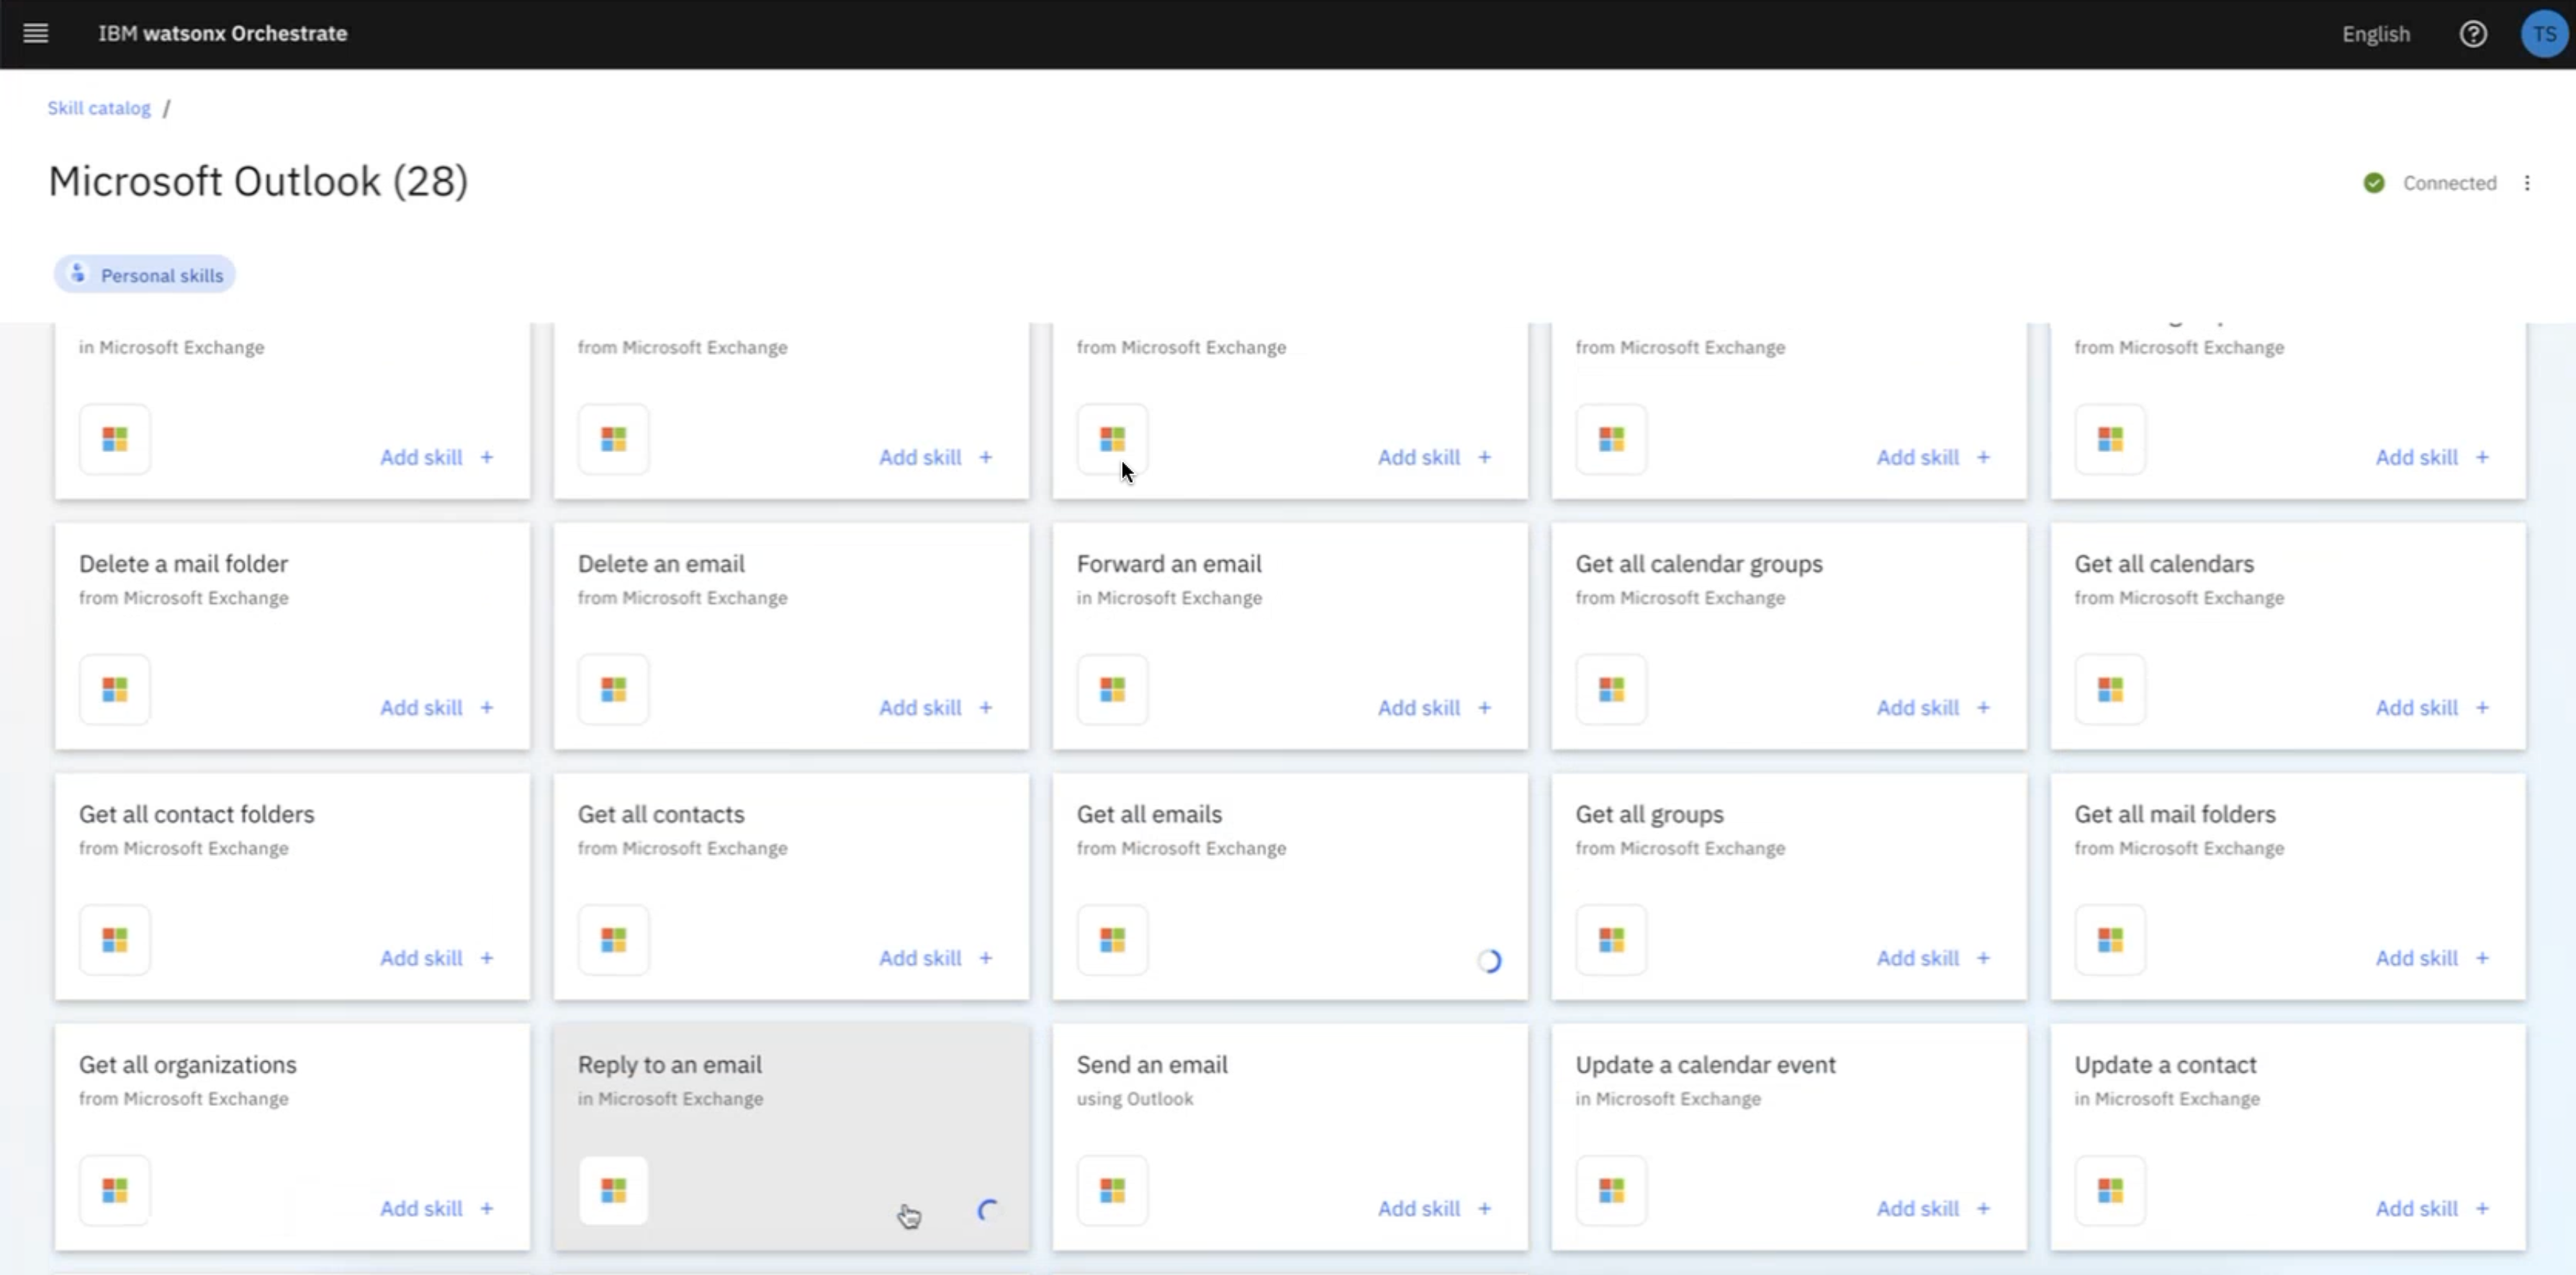 IBM watsonx Orchestrate
English
TS
Skill catalog /
Microsoft Outlook (28)
Connected
Personal skills
in Microsoft Exchange
from Microsoft Exchange
from Microsoft Exchange
from Microsoft Exchange
from Microsoft Exchange
Add skill +
Add skill +
Add skill +
Add skill +
Add skill +
Delete a mail folder
from Microsoft Exchange
Add skill +
Delete an email
from Microsoft Exchange
Add skill +
Forward an email
in Microsoft Exchange
Add skill +
Get all calendar groups
from Microsoft Exchange
Add skill +
Get all calendars
from Microsoft Exchange
Add skill +
Get all contact folders
from Microsoft Exchange
Add skill +
Get all contacts
from Microsoft Exchange
Add skill +
Get all emails
from Microsoft Exchange
Get all groups
from Microsoft Exchange
Add skill +
Get all mail folders
from Microsoft Exchange
Add skill +
Get all organizations
from Microsoft Exchange
Add skill +
Reply to an email
in Microsoft Exchange
Send an email
using Outlook
Add skill +
Update a calendar event
in Microsoft Exchange
Add skill +
Update a contact
in Microsoft Exchange
Add skill +